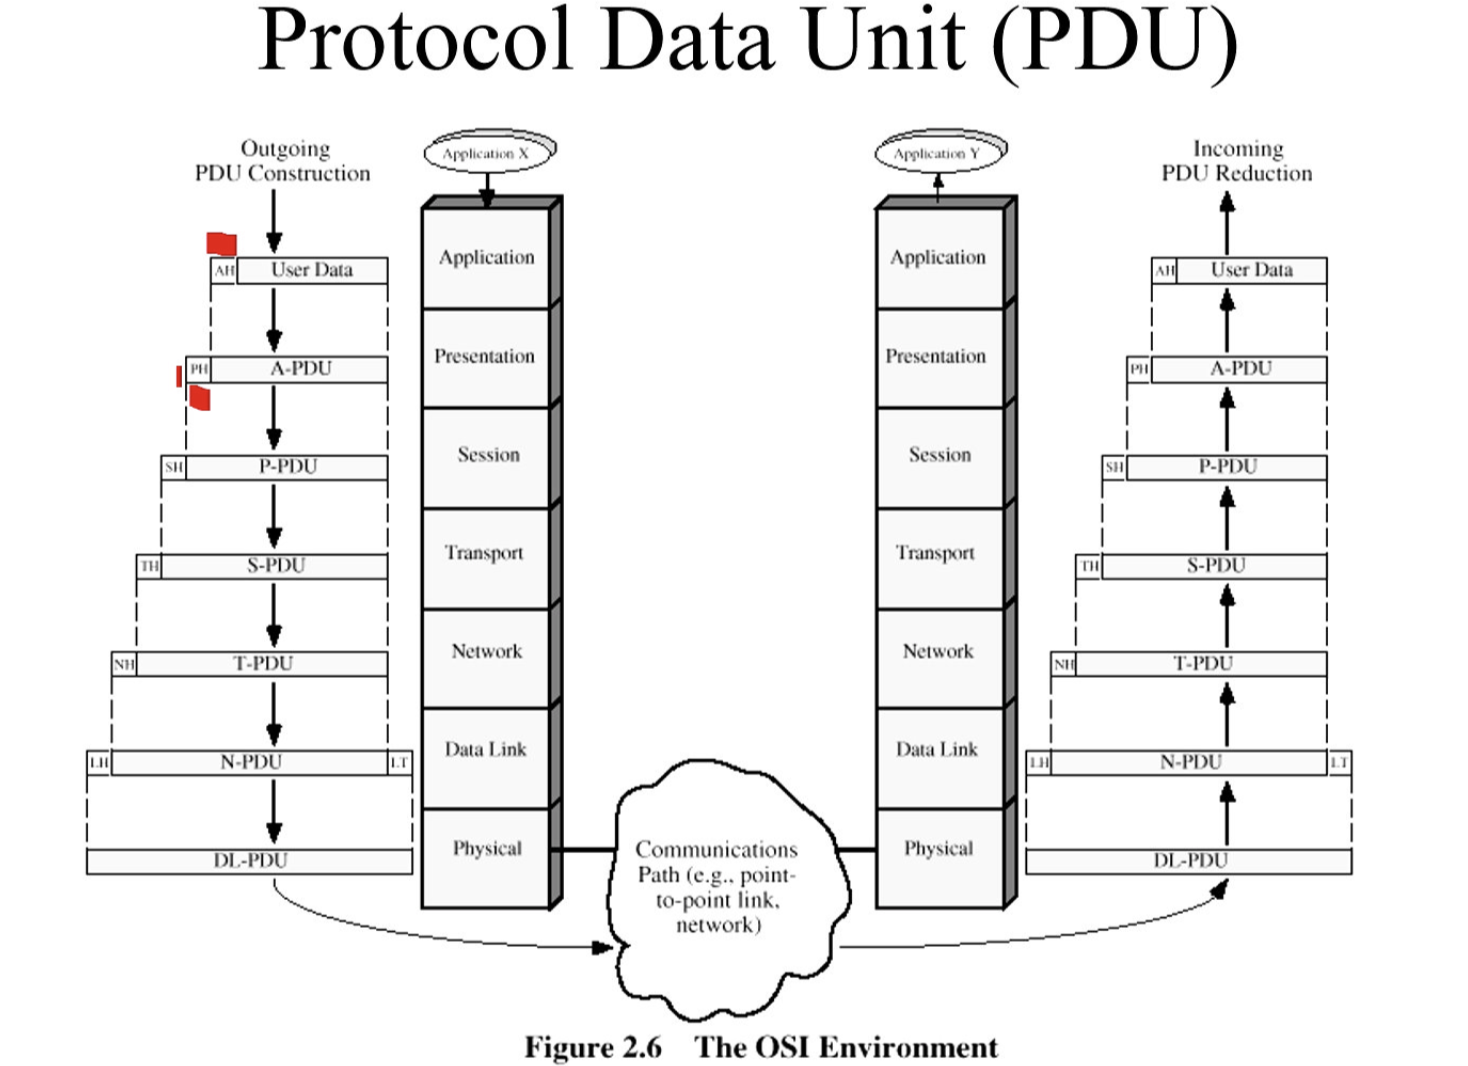 Protocol Data Unit (PDU)
Outgoing
PDU Construction
Application X
Application Y
Incoming
PDU Reduction
AH User Data
Application
Application
AH User Data
PH A-PDU
Presentation
Presentation
PH A-PDU
SH P-PDU
Session
Session
SH P-PDU
TH S-PDU
Transport
Transport
TH S-PDU
NH T-PDU
Network
Network
NH T-PDU
LH N-PDU LT
Data Link
Data Link
LH N-PDU LT
DL-PDU
Physical
Communications
Path (e.g., point-
to-point link,
network)
Physical
DL-PDU
Figure 2.6 The OSI Environment